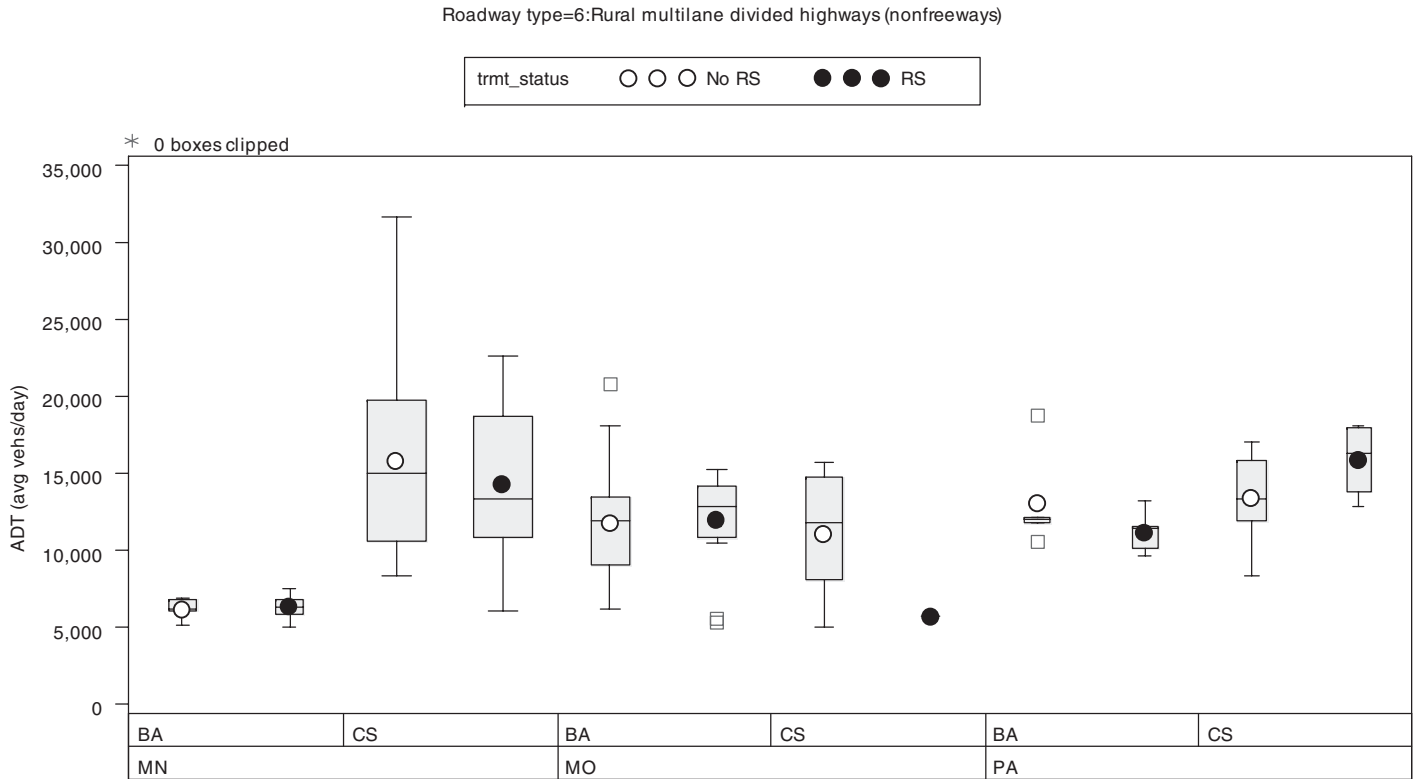 Roadway type=6:Rural multilane divided highways (nonfreeways)
trmt_status No RS RS
* 0 boxes clipped
35,000
30,000
25,000
20,000
15,000
10,000
5,000
0
ADT (avg vehs/day)
BA CS BA CS BA CS
MN MO PA